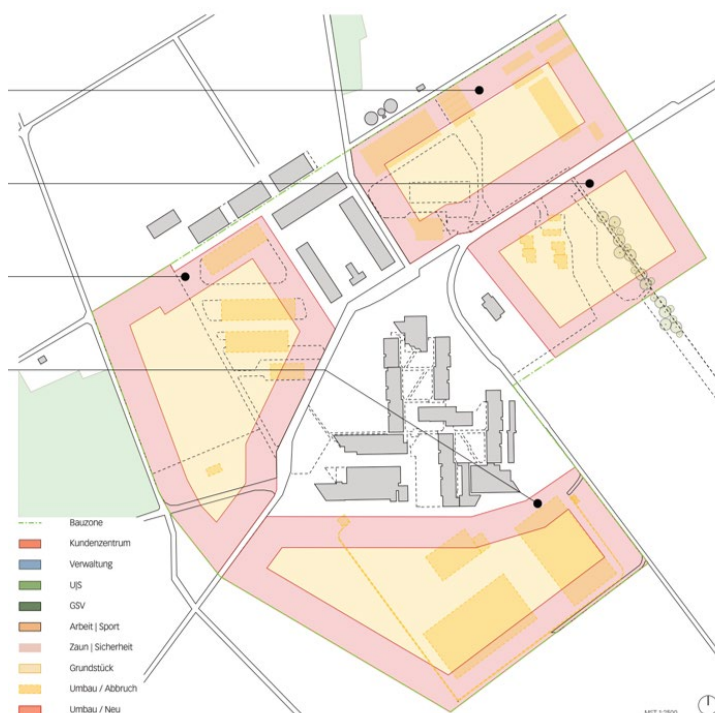 Bauzone
Kundenzentrum
Verwaltung
UJS
GSV
Arbeit | Sport
Zaun | Sicherheit
Grundstück
Umbau / Abbruch
Umbau / Neu